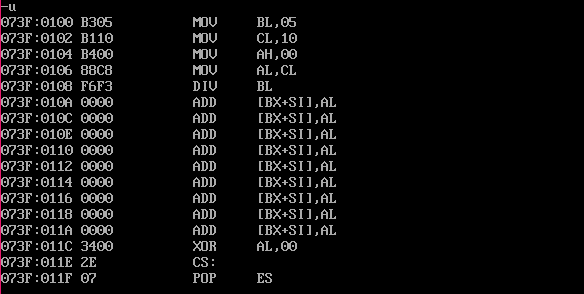 -u
073F:0100 B305 MOV BL,05
073F:0102 B110 MOV CL,10
073F:0104 B400 MOV AH,00
073F:0106 88C8 MOV AL,CL
073F:0108 F6F3 DIV BL
073F:010A 0000 ADD [BX+SI],AL
073F:010C 0000 ADD [BX+SI],AL
073F:010E 0000 ADD [BX+SI],AL
073F:0110 0000 ADD [BX+SI],AL
073F:0112 0000 ADD [BX+SI],AL
073F:0114 0000 ADD [BX+SI],AL
073F:0116 0000 ADD [BX+SI],AL
073F:0118 0000 ADD [BX+SI],AL
073F:011A 0000 ADD [BX+SI],AL
073F:011C 3400 XOR AL,00
073F:011E 2E CS:
073F:011F 07 POP ES